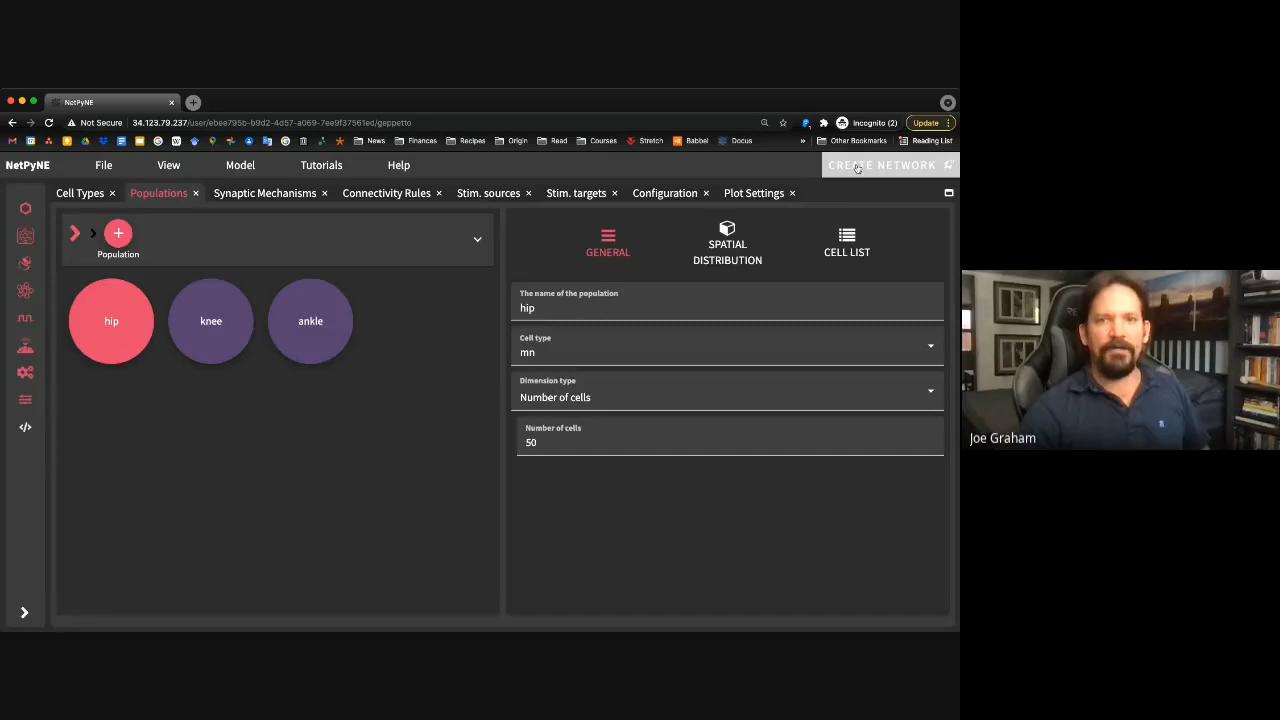 NetPyNE
Not Secure 34.123.79.237/user/ebee795b-b9d2-4d57-a069-7ee9f37561ed/geppetto
Incognito (2)
Update
News
Finances
Recipes
Origin
Read
Courses
Stretch
Babbel
Docus
»
Other Bookmarks
Reading List
NetPyNE
File
View
Model
Tutorials
Help
CREATE NETWORK
Cell Types
Populations
Synaptic Mechanisms
Connectivity Rules
Stim. sources
Stim. targets
Configuration
Plot Settings
Population
hip
knee
ankle
GENERAL
SPATIAL
DISTRIBUTION
CELL LIST
The name of the population
hip
Cell type
mn
Dimension type
Number of cells
Number of cells
50
Joe Graham